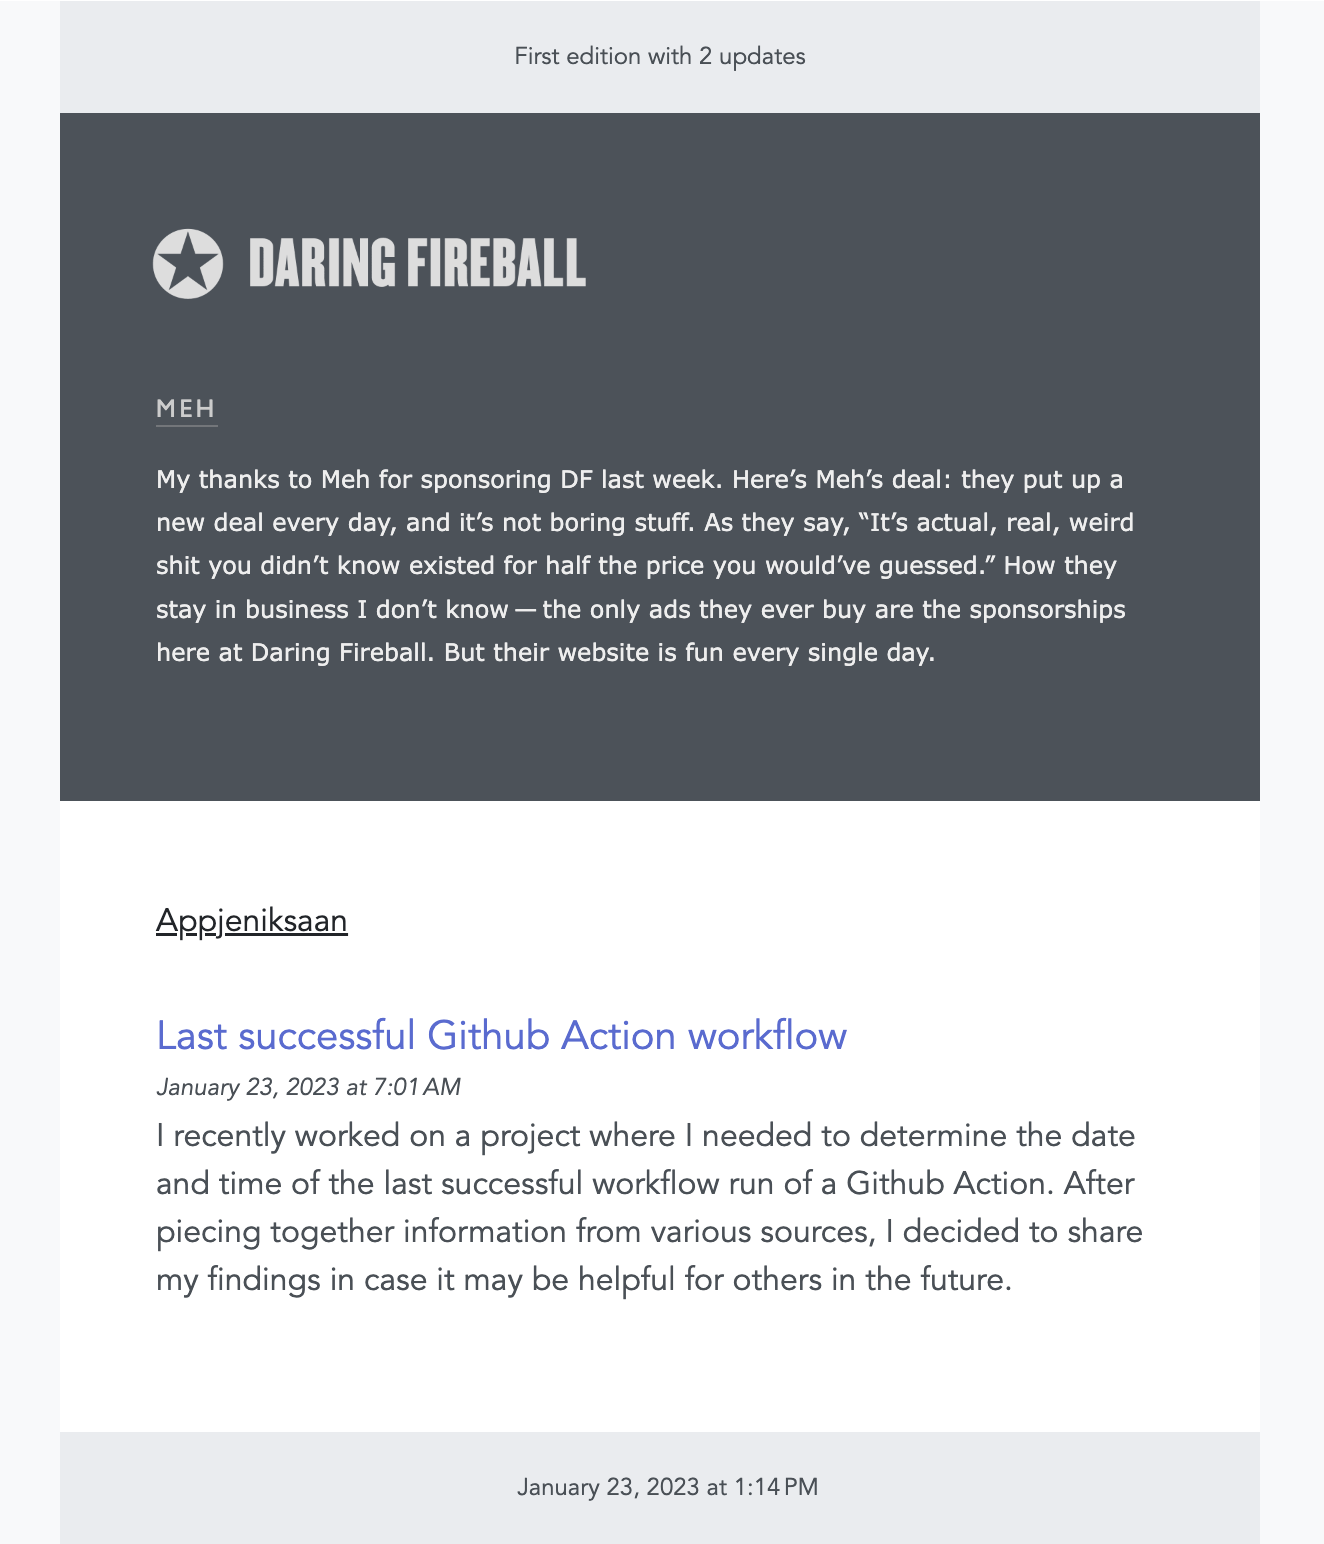 First edition with 2 updates
DARING FIREBALL
MEH
My thanks to Meh for sponsoring DF last week. Here’s Meh’s deal: they put up a
new deal every day, and it’s not boring stuff. As they say, “It’s actual, real, weird
shit you didn’t know existed for half the price you would’ve guessed.” How they
stay in business I don’t know — the only ads they ever buy are the sponsorships
here at Daring Fireball. But their website is fun every single day.
Appjeniksaan
Last successful Github Action workflow
January 23, 2023 at 7:01 AM
I recently worked on a project where I needed to determine the date
and time of the last successful workflow run of a Github Action. After
piecing together information from various sources, I decided to share
my findings in case it may be helpful for others in the future.
January 23, 2023 at 1:14 PM